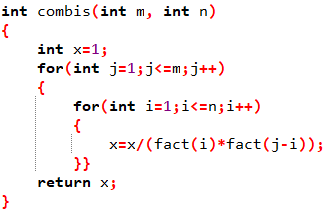 int combis(int m, int n)
{
int x=1;
for(int j=1;j<=m;j++)
{
for(int i=1;i<=n;i++)
{
x=x/(fact(i)*fact(j-i));
}}
return x;
}